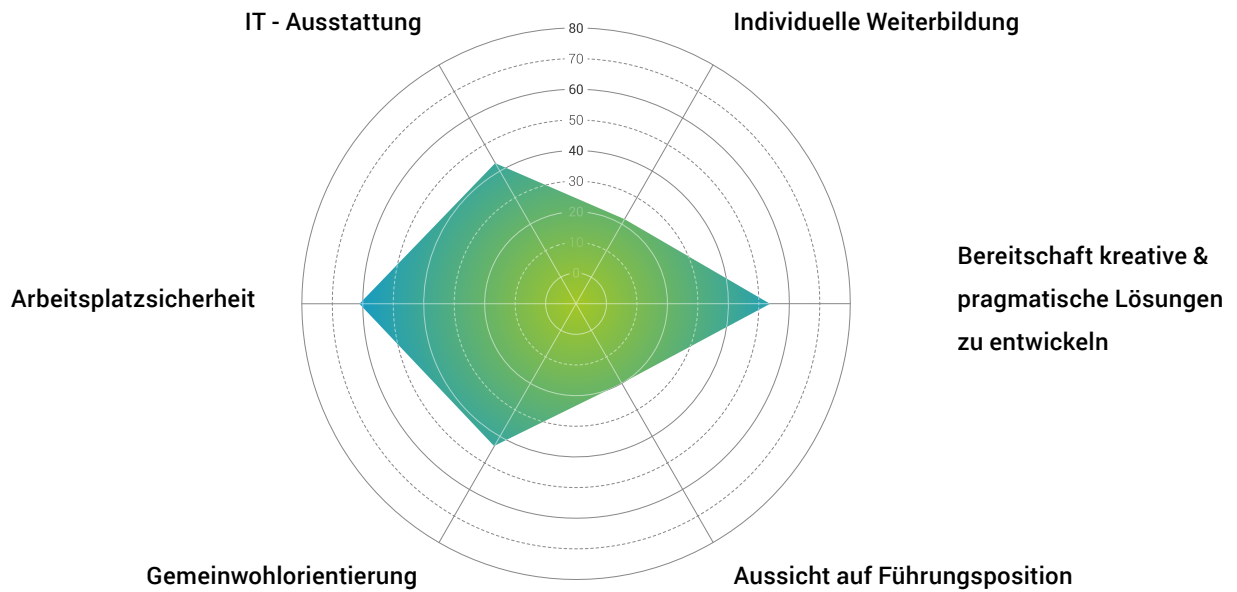 IT - Ausstattung
Individuelle Weiterbildung
80
70
60
50
40
30
20
10
0
Bereitschaft kreative &
pragmatische Lösungen
zu entwickeln
Arbeitsplatzsicherheit
Gemeinwohlorientierung
Aussicht auf Führungsposition